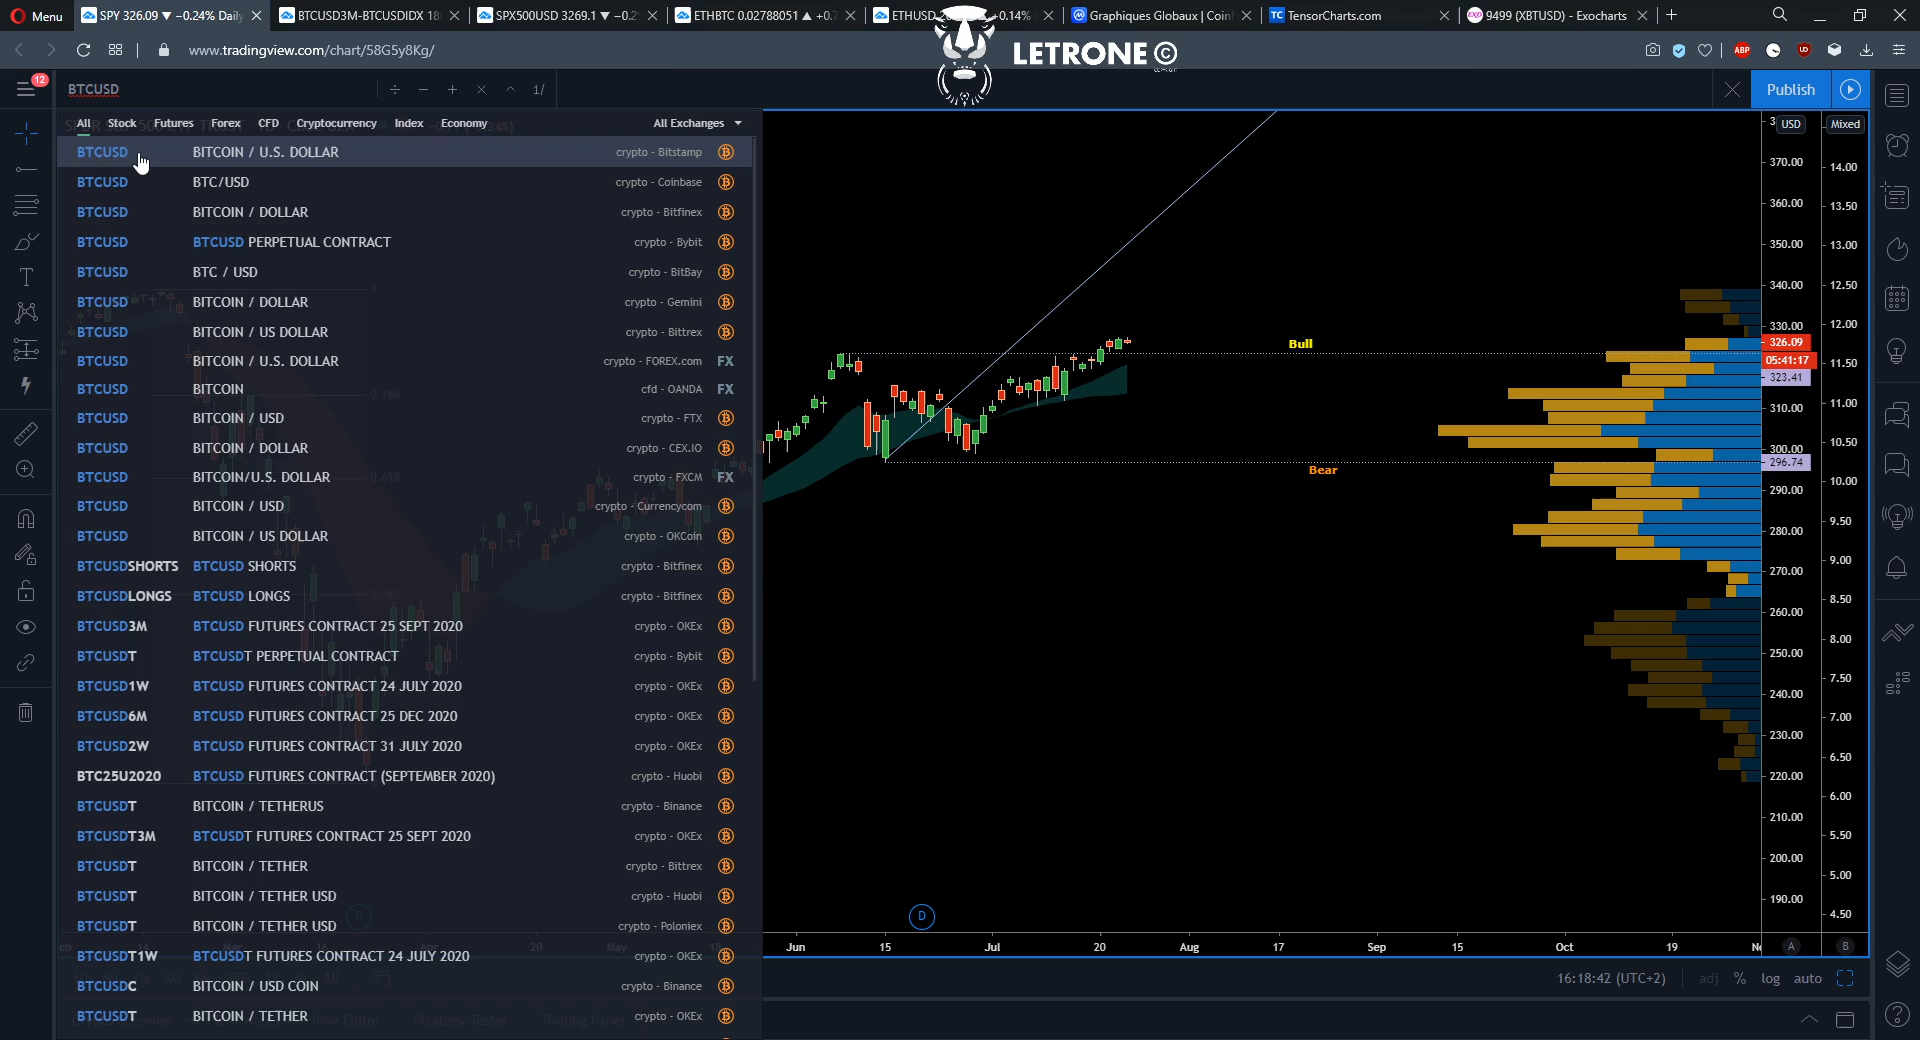 Menu
SPY 326.09 ▼ −0.24% Daily
BTCUSD3M-BTCUSDIDX 18
SPX500USD 3269.1 ▼ −0.2
ETHBTC 0.02788051 ▲ +0.
ETHUSD +0.14%
Graphiques Globaux | Coin
TensorCharts.com
9499 (XBTUSD) - Exocharts
www.tradingview.com/chart/58G5y8Kg/
LETRONE ©
ABP
12
BTCUSD
÷ − + × ^ 1/
Publish
All Stock Futures Forex CFD Cryptocurrency Index Economy All Exchanges
BTCUSD BITCOIN / U.S. DOLLAR crypto - Bitstamp
BTCUSD BTC/USD crypto - Coinbase
BTCUSD BITCOIN / DOLLAR crypto - Bitfinex
BTCUSD BTCUSD PERPETUAL CONTRACT crypto - Bybit
BTCUSD BTC / USD crypto - BitBay
BTCUSD BITCOIN / DOLLAR crypto - Gemini
BTCUSD BITCOIN / US DOLLAR crypto - Bittrex
BTCUSD BITCOIN / U.S. DOLLAR crypto - FOREX.com FX
BTCUSD BITCOIN cfd - OANDA FX
BTCUSD BITCOIN / USD crypto - FTX
BTCUSD BITCOIN / DOLLAR crypto - CEX.IO
BTCUSD BITCOIN/U.S. DOLLAR crypto - FXCM FX
BTCUSD BITCOIN / USD crypto - Currencycom
BTCUSD BITCOIN / US DOLLAR crypto - OKCoin
BTCUSDSHORTS BTCUSD SHORTS crypto - Bitfinex
BTCUSDLONGS BTCUSD LONGS crypto - Bitfinex
BTCUSD3M BTCUSD FUTURES CONTRACT 25 SEPT 2020 crypto - OKEx
BTCUSDT BTCUSDT PERPETUAL CONTRACT crypto - Bybit
BTCUSD1W BTCUSD FUTURES CONTRACT 24 JULY 2020 crypto - OKEx
BTCUSD6M BTCUSD FUTURES CONTRACT 25 DEC 2020 crypto - OKEx
BTCUSD2W BTCUSD FUTURES CONTRACT 31 JULY 2020 crypto - OKEx
BTC25U2020 BTCUSD FUTURES CONTRACT (SEPTEMBER 2020) crypto - Huobi
BTCUSDT BITCOIN / TETHERUS crypto - Binance
BTCUSDT3M BTCUSDT FUTURES CONTRACT 25 SEPT 2020 crypto - OKEx
BTCUSDT BITCOIN / TETHER crypto - Bittrex
BTCUSDT BITCOIN / TETHER USD crypto - Huobi
BTCUSDT BITCOIN / TETHER USD crypto - Poloniex
BTCUSDT1W BTCUSDT FUTURES CONTRACT 24 JULY 2020 crypto - OKEx
BTCUSDC BITCOIN / USD COIN crypto - Binance
BTCUSDT BITCOIN / TETHER crypto - OKEx
0.786
0.618
0.382
Bull
Bear
D
USD
370.00
360.00
350.00
340.00
330.00
326.09
05:41:17
323.41
310.00
300.00
296.74
290.00
280.00
270.00
260.00
250.00
240.00
230.00
220.00
210.00
200.00
190.00
Mixed
14.00
13.50
13.00
12.50
12.00
11.50
11.00
10.50
10.00
9.50
9.00
8.50
8.00
7.50
7.00
6.50
6.00
5.50
5.00
4.50
Jun 15 Jul 20 Aug 17 Sep 15 Oct 19
A B
16:18:42 (UTC+2) adj % log auto